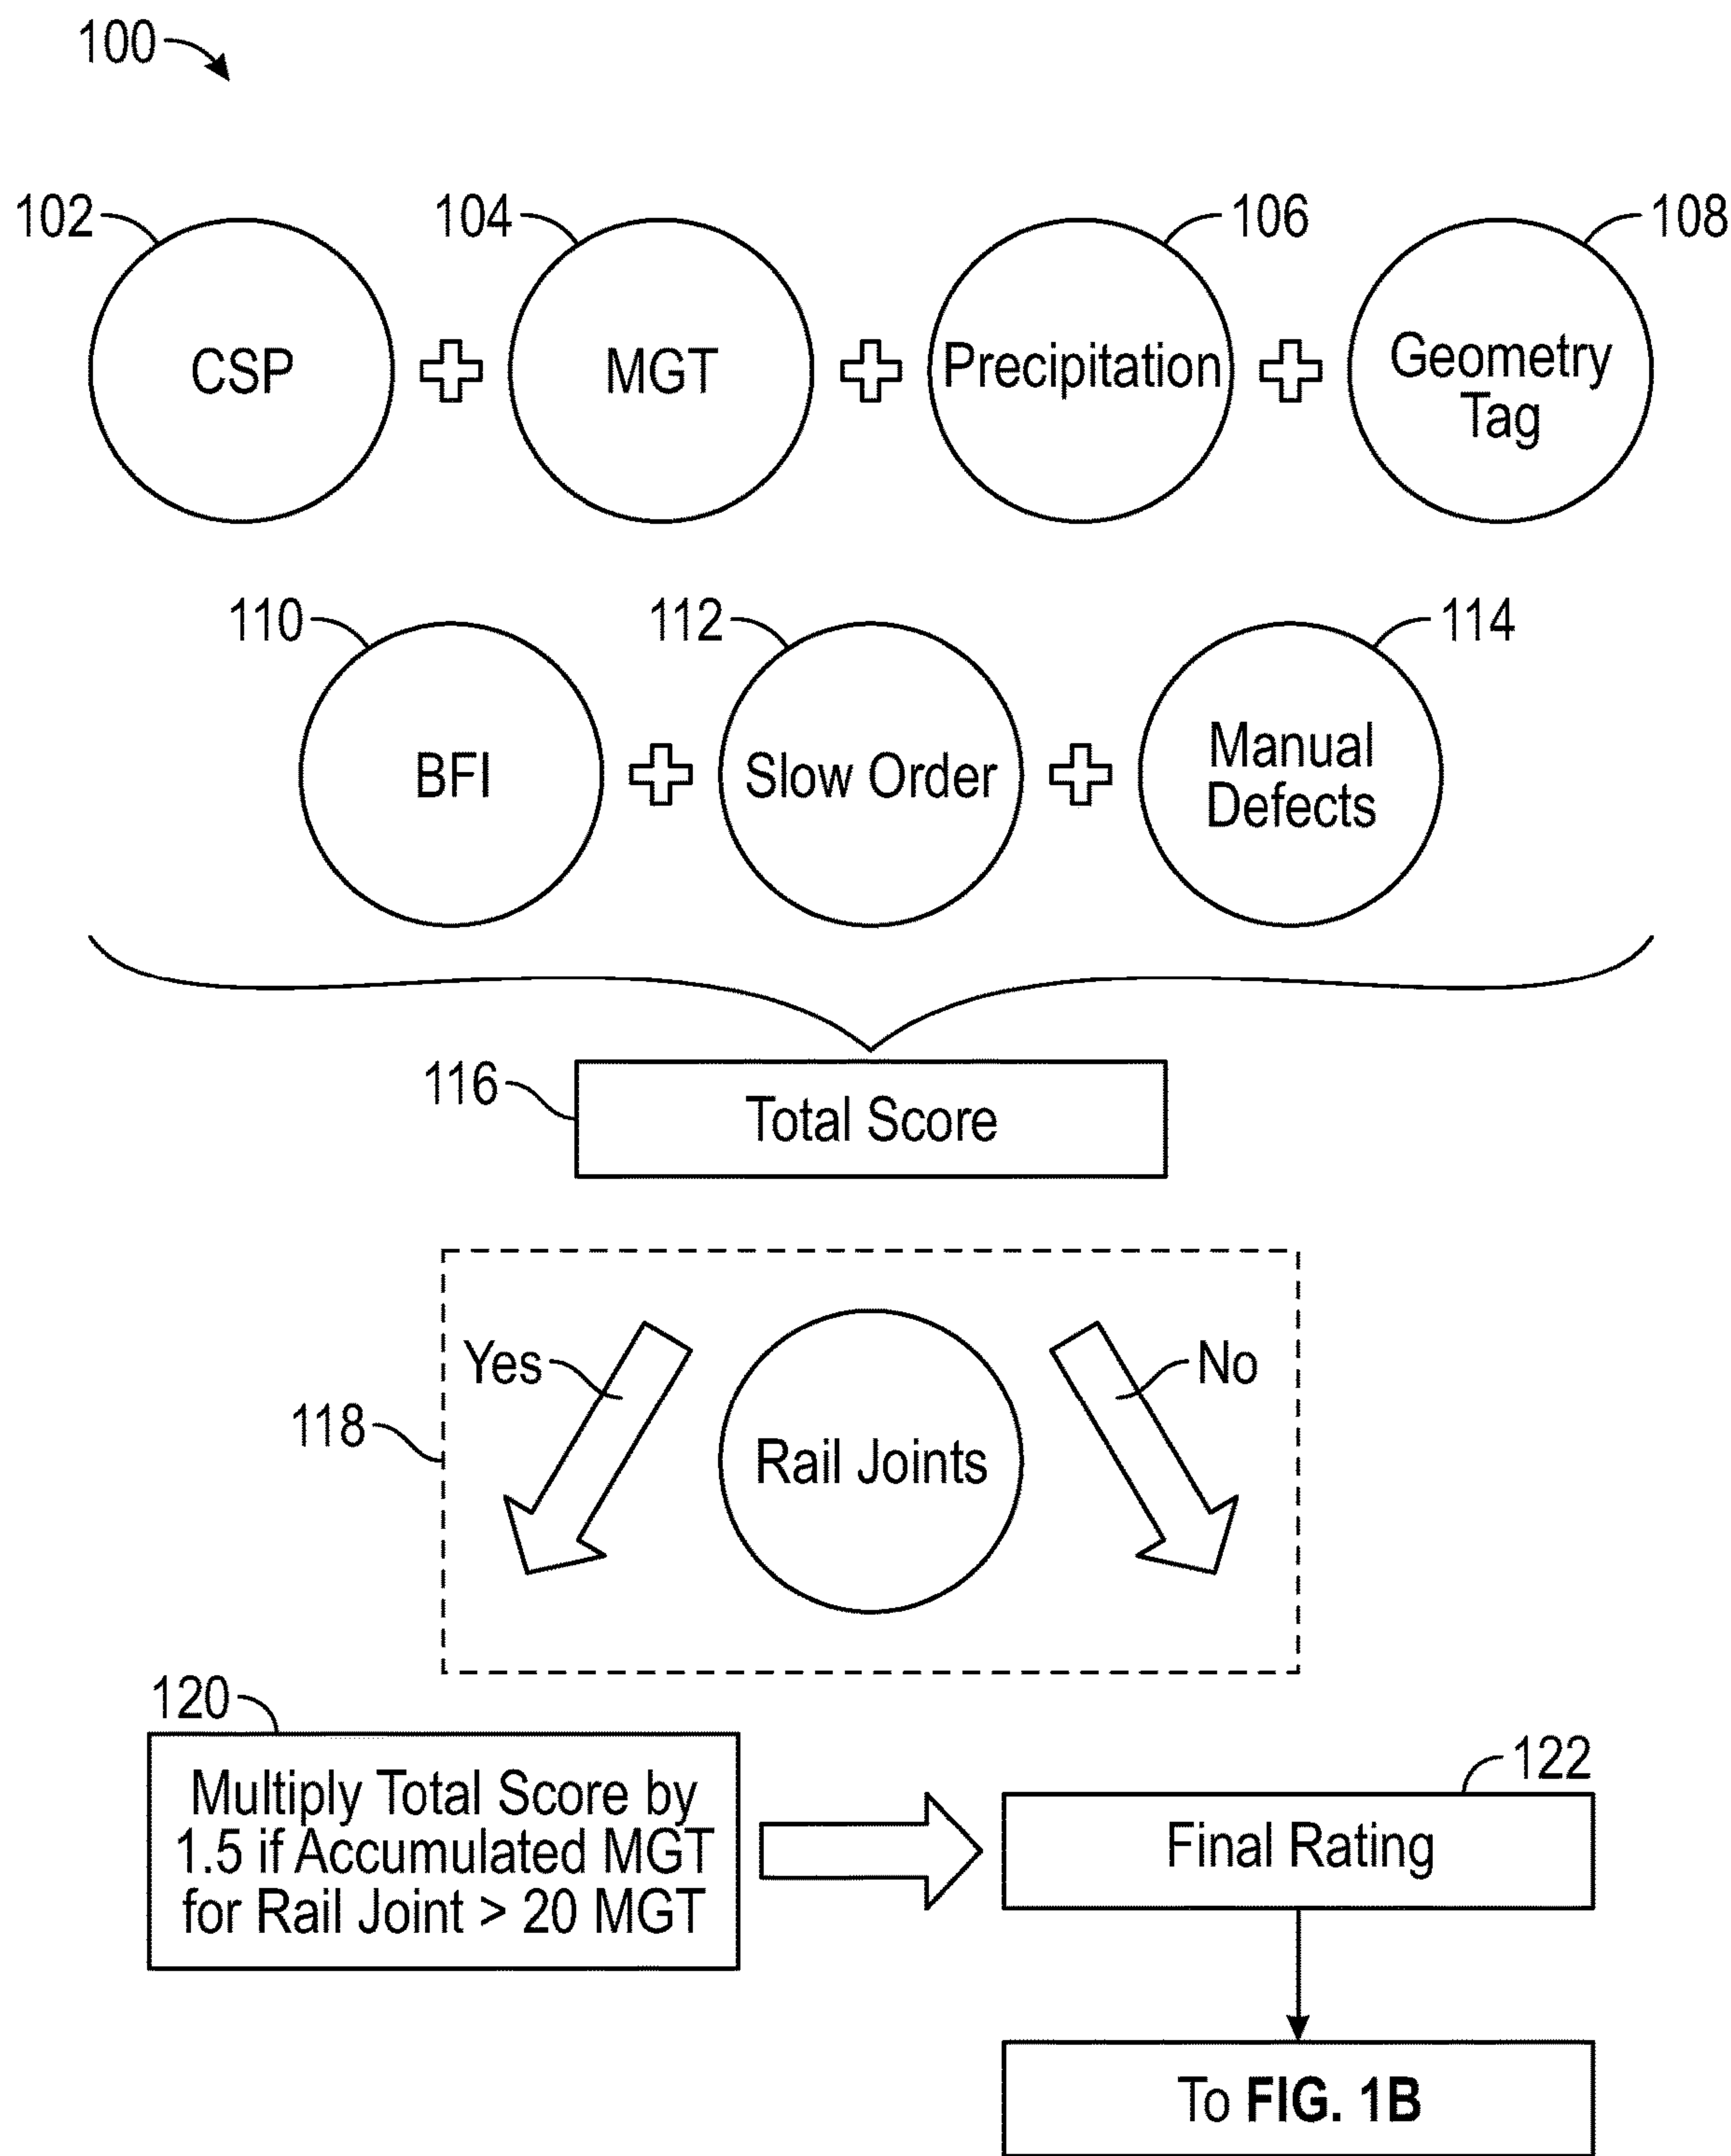 100
102
104
106
108
CSP
MGT
Precipitation
Geometry
Tag
110
112
114
BFI
Slow Order
Manual
Defects
116
Total Score
Yes
No
118
Rail Joints
120
Multiply Total Score by
1.5 if Accumulated MGT
for Rail Joint > 20 MGT
122
Final Rating
To FIG. 1B